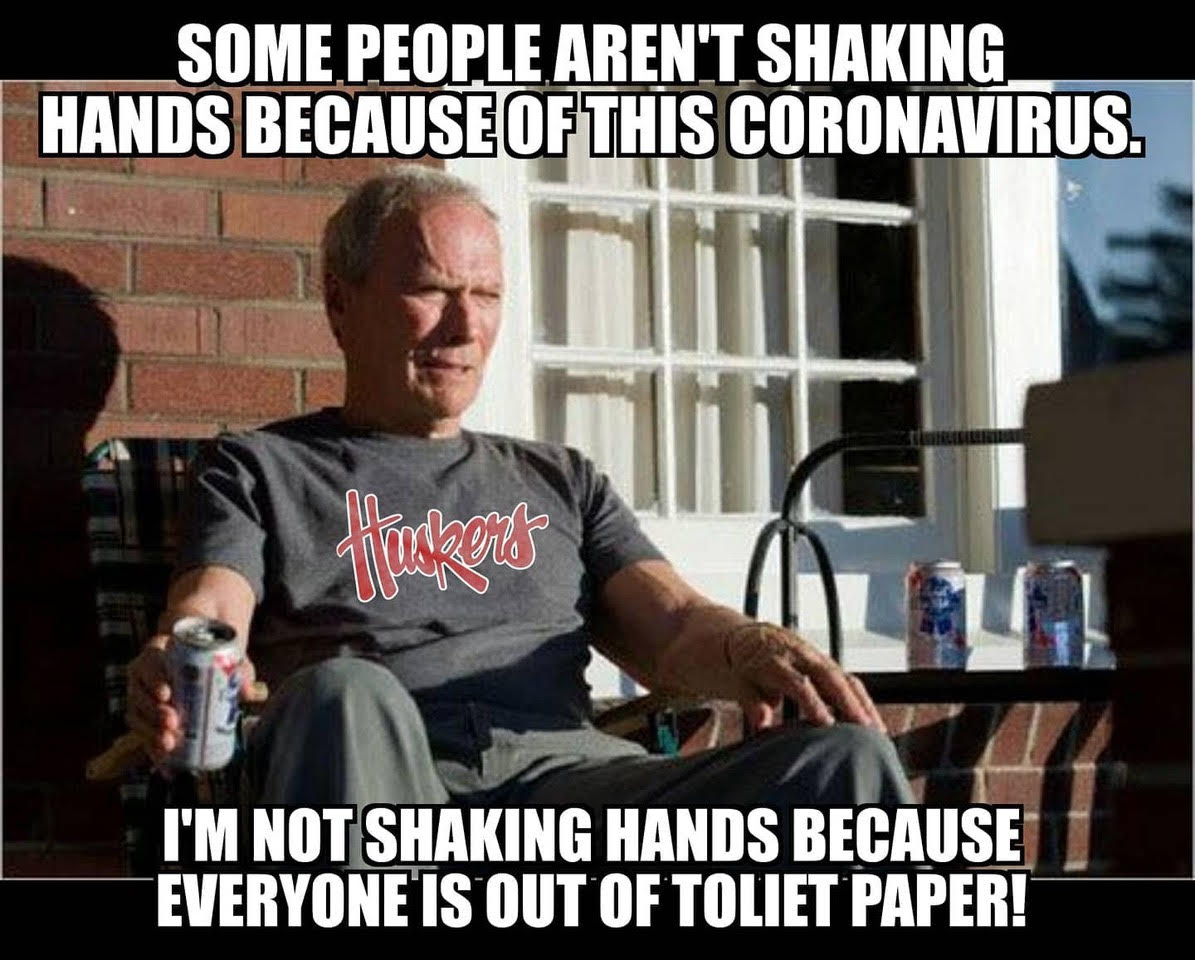 SOME PEOPLE AREN'T SHAKING
HANDS BECAUSE OF THIS CORONAVIRUS.
Huskers
I'M NOT SHAKING HANDS BECAUSE
EVERYONE IS OUT OF TOLIET PAPER!